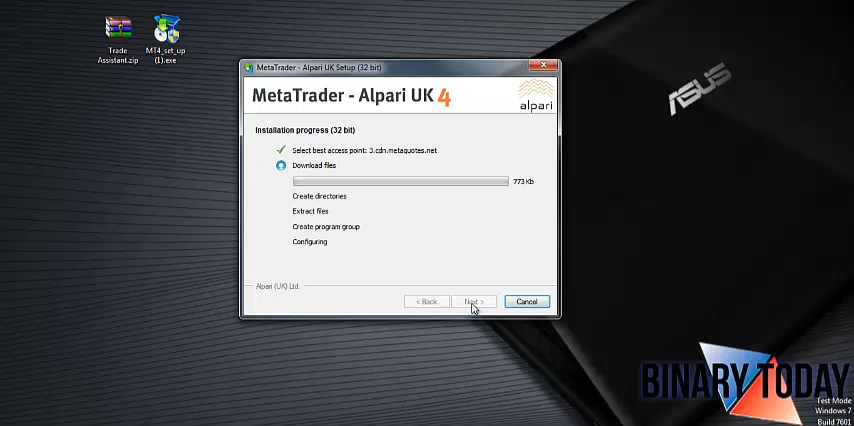 Trade
Assistant.zip
MT4_set_up
(1).exe
MetaTrader - Alpari UK Setup (32 bit)
MetaTrader - Alpari UK 4
alpari
Installation progress (32 bit)
Select best access point: 3.cdn.metaquotes.net
Download files
773 Kb
Create directories
Extract files
Create program group
Configuring
Alpari (UK) Ltd.
< Back
Next >
Cancel
ASUS
BINARY TODAY
Test Mode
Windows 7
Build 7601